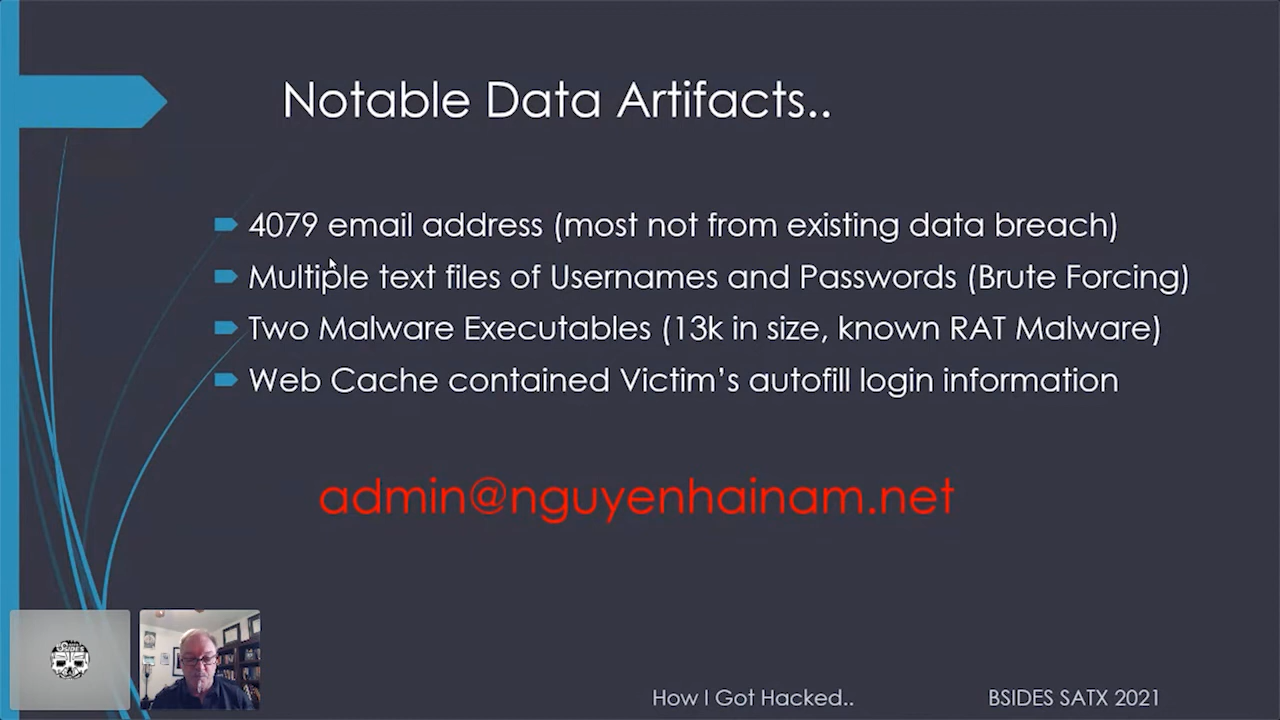 Notable Data Artifacts..
4079 email address (most not from existing data breach)
Multiple text files of Usernames and Passwords (Brute Forcing)
Two Malware Executables (13k in size, known RAT Malware)
Web Cache contained Victim's autofill login information
admin@nguyenhainam.net
SIDES
How I Got Hacked..
BSIDES SATX 2021